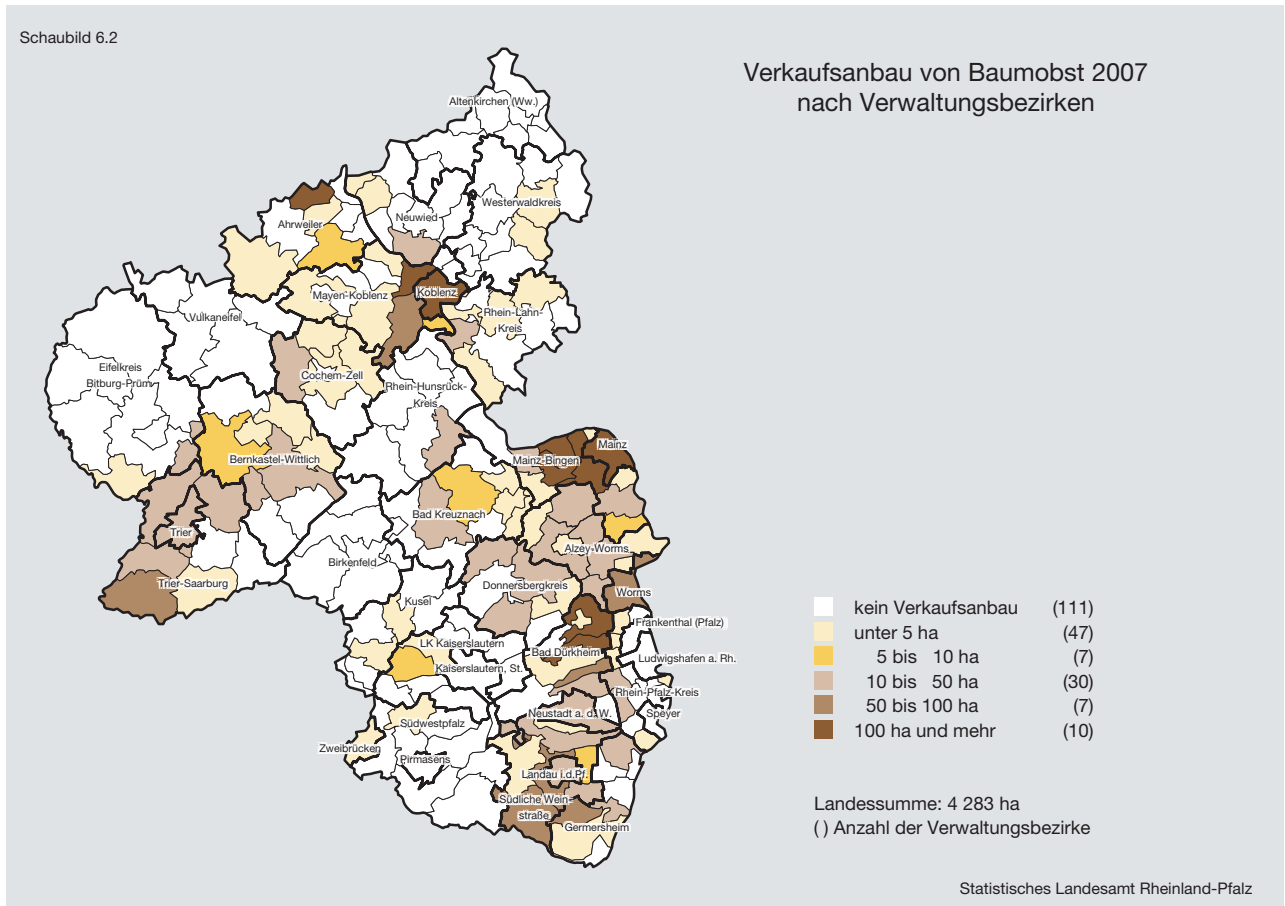 Schaubild 6.2
Verkaufsanbau von Baumobst 2007
nach Verwaltungsbezirken
Altenkirchen (Ww.)
Westerwaldkreis
Neuwied
Ahrweiler
Mayen-Koblenz
Koblenz
Rhein-Lahn-
Kreis
Vulkaneifel
Eifelkreis
Bitburg-Prüm
Cochem-Zell
Rhein-Hunsrück-
Kreis
Bernkastel-Wittlich
Mainz
Mainz-Bingen
Bad Kreuznach
Trier
Alzey-Worms
Birkenfeld
Trier-Saarburg
Donnersbergkreis
Worms
Kusel
Frankenthal (Pfalz)
LK Kaiserslautern
Bad Dürkheim
Ludwigshafen a. Rh.
Kaiserslautern, St.
Rhein-Pfalz-Kreis
Neustadt a. d. W.
Speyer
Südwestpfalz
Zweibrücken
Pirmasens
Landau i.d.Pf.
Südliche Wein-
straße
Germersheim
kein Verkaufsanbau (111)
unter 5 ha (47)
5 bis 10 ha (7)
10 bis 50 ha (30)
50 bis 100 ha (7)
100 ha und mehr (10)
Landessumme: 4 283 ha
( ) Anzahl der Verwaltungsbezirke
Statistisches Landesamt Rheinland-Pfalz